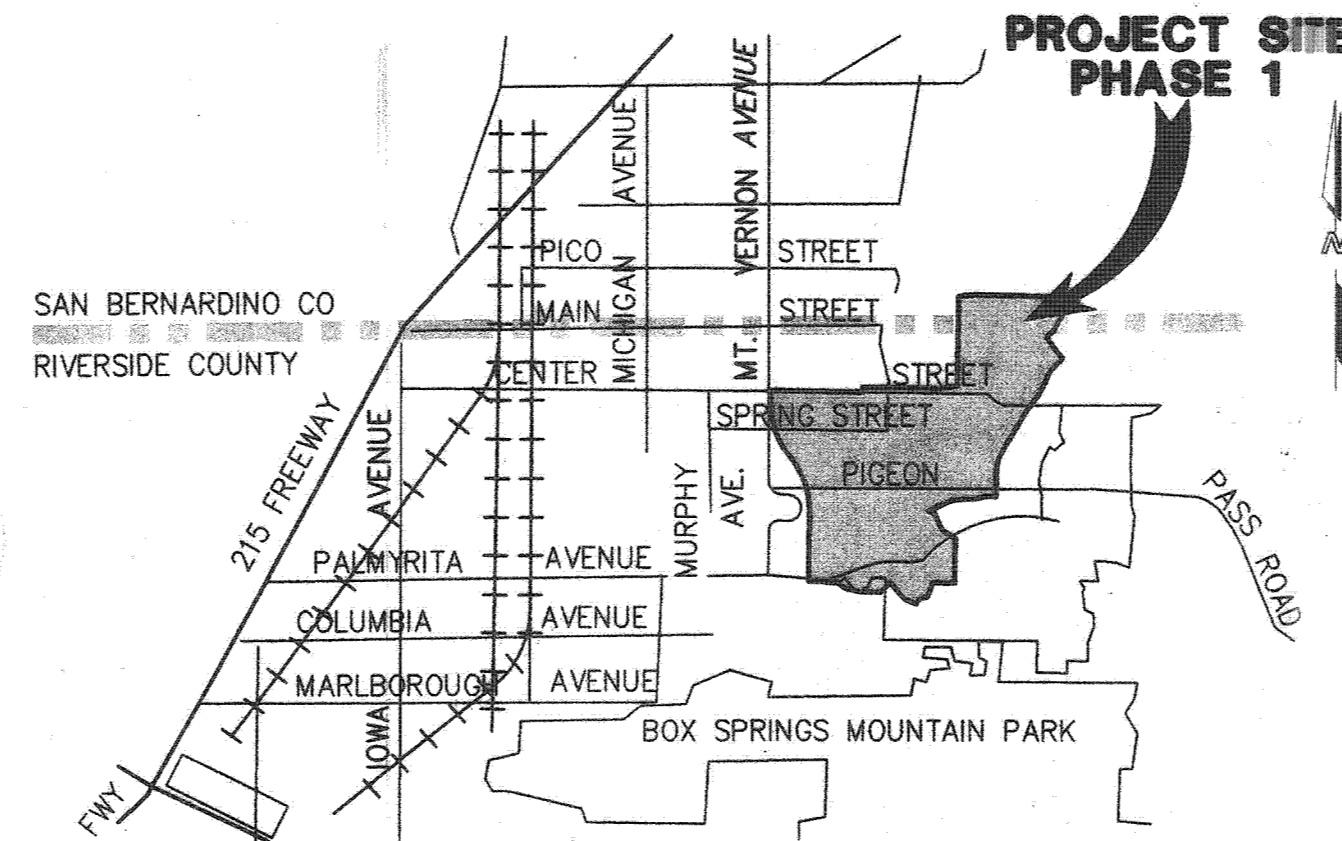 PROJECT SITE
PHASE 1
MICHIGAN AVENUE
MT. VERNON AVENUE
PICO STREET
MAIN STREET
SAN BERNARDINO CO
RIVERSIDE COUNTY
CENTER STREET
SPRING STREET
PIGEON PASS ROAD
215 FREEWAY
IOWA AVENUE
MURPHY AVE.
PALMYRITA AVENUE
COLUMBIA AVENUE
MARLBOROUGH AVENUE
BOX SPRINGS MOUNTAIN PARK
FWY
N